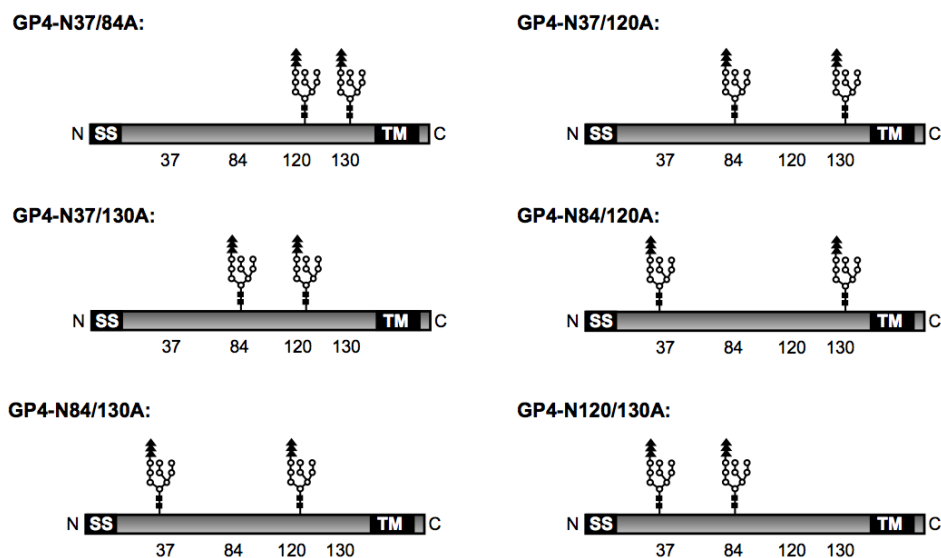 GP4-N37/84A:
N SS TM C
37 84 120 130
GP4-N37/120A:
N SS TM C
37 84 120 130
GP4-N37/130A:
N SS TM C
37 84 120 130
GP4-N84/120A:
N SS TM C
37 84 120 130
GP4-N84/130A:
N SS TM C
37 84 120 130
GP4-N120/130A:
N SS TM C
37 84 120 130